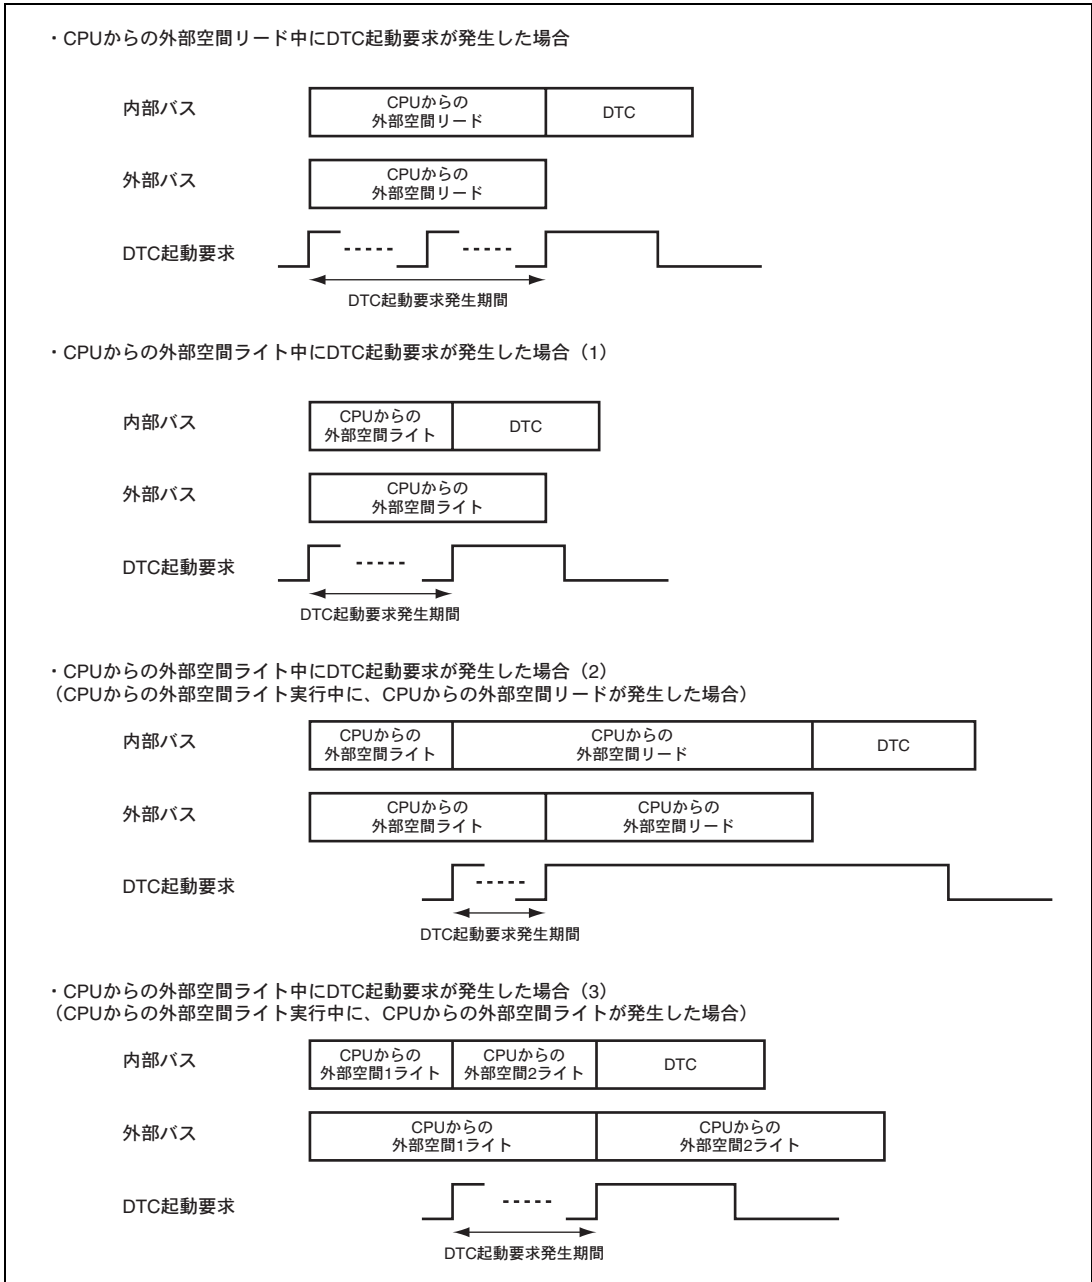 ・CPUからの外部空間リード中にDTC起動要求が発生した場合
内部バス
CPUからの
外部空間リード
DTC
外部バス
CPUからの
外部空間リード
DTC起動要求
DTC起動要求発生期間
・CPUからの外部空間ライト中にDTC起動要求が発生した場合（1）
内部バス
CPUからの
外部空間ライト
DTC
外部バス
CPUからの
外部空間ライト
DTC起動要求
DTC起動要求発生期間
・CPUからの外部空間ライト中にDTC起動要求が発生した場合（2）
（CPUからの外部空間ライト実行中に、CPUからの外部空間リードが発生した場合）
内部バス
CPUからの
外部空間ライト
CPUからの
外部空間リード
DTC
外部バス
CPUからの
外部空間ライト
CPUからの
外部空間リード
DTC起動要求
DTC起動要求発生期間
・CPUからの外部空間ライト中にDTC起動要求が発生した場合（3）
（CPUからの外部空間ライト実行中に、CPUからの外部空間ライトが発生した場合）
内部バス
CPUからの
外部空間1ライト
CPUからの
外部空間2ライト
DTC
外部バス
CPUからの
外部空間1ライト
CPUからの
外部空間2ライト
DTC起動要求
DTC起動要求発生期間